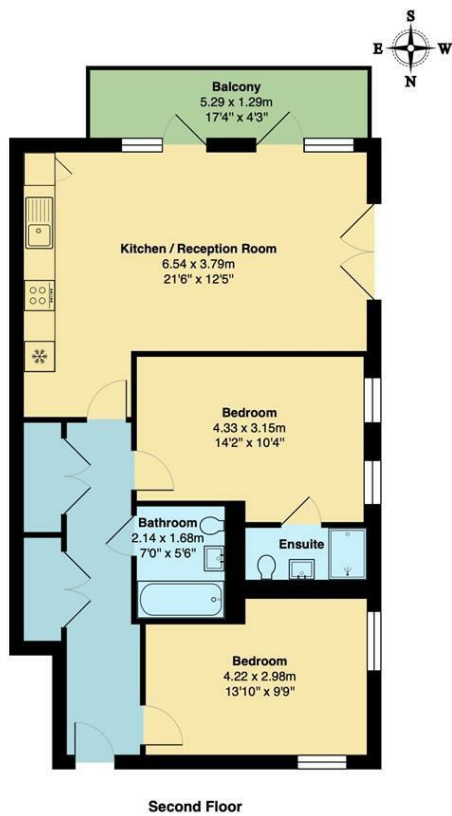 S
E W
N
Balcony
5.29 x 1.29m
17'4" x 4'3"
Kitchen / Reception Room
6.54 x 3.79m
21'6" x 12'5"
Bedroom
4.33 x 3.15m
14'2" x 10'4"
Bathroom
2.14 x 1.68m
7'0" x 5'6"
Ensuite
Bedroom
4.22 x 2.98m
13'10" x 9'9"
Second Floor